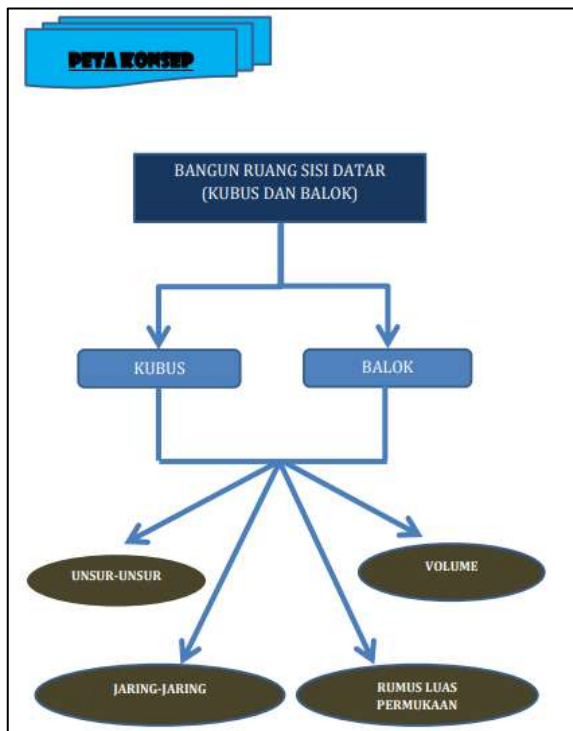 PETA KONSEP
BANGUN RUANG SISI DATAR
(KUBUS DAN BALOK)
KUBUS
BALOK
UNSUR-UNSUR
VOLUME
JARING-JARING
RUMUS LUAS
PERMUKAAN